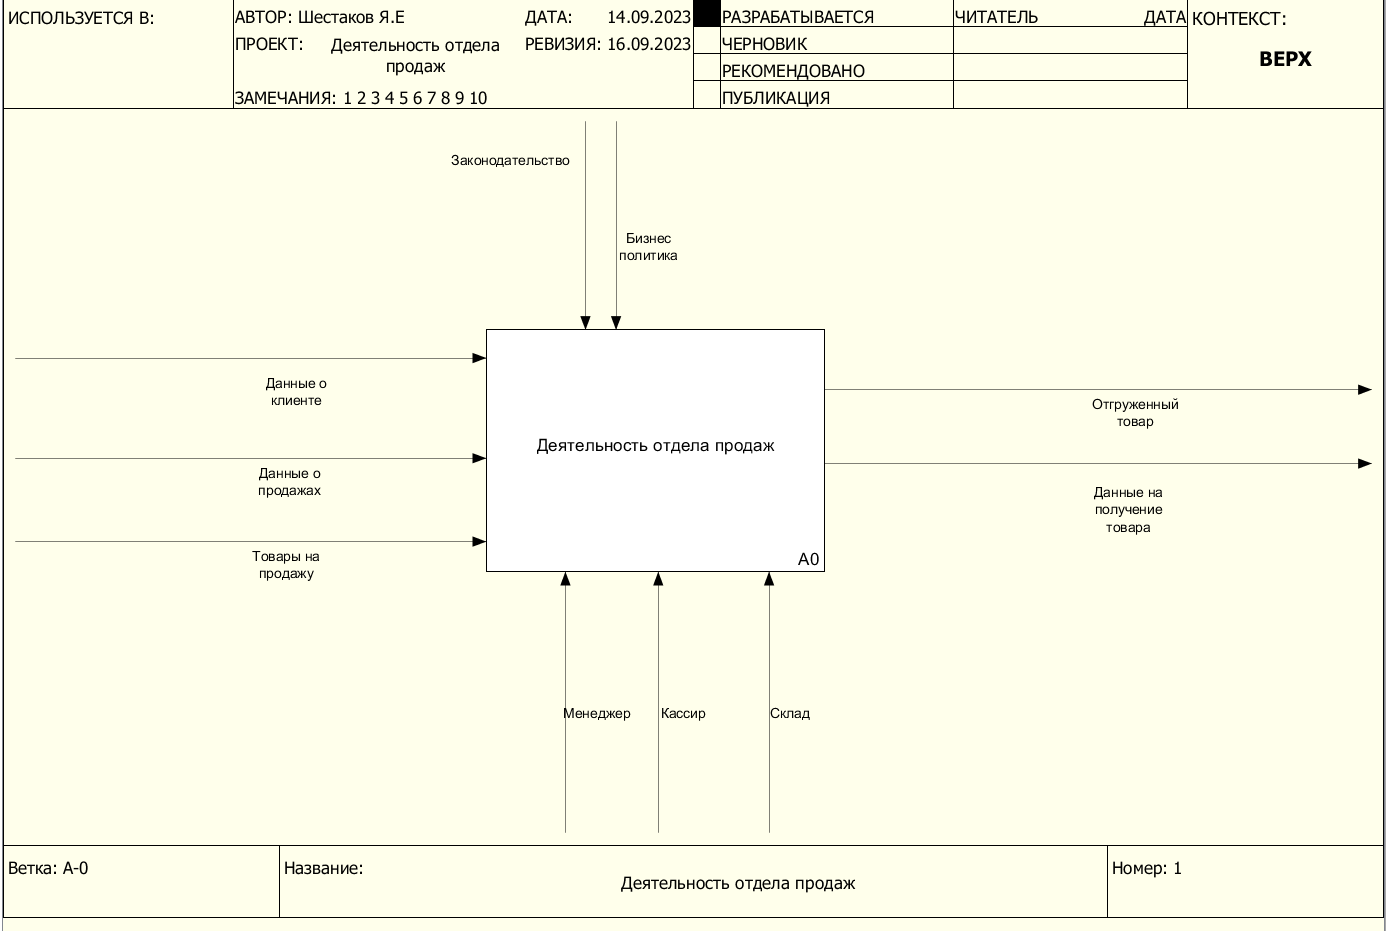 ИСПОЛЬЗУЕТСЯ В:
АВТОР: Шестаков Я.Е
ДАТА: 14.09.2023
ПРОЕКТ: Деятельность отдела
продаж
РЕВИЗИЯ: 16.09.2023
ЗАМЕЧАНИЯ: 1 2 3 4 5 6 7 8 9 10
РАЗРАБАТЫВАЕТСЯ
ЧЕРНОВИК
РЕКОМЕНДОВАНО
ПУБЛИКАЦИЯ
ЧИТАТЕЛЬ
ДАТА
КОНТЕКСТ:
ВЕРХ
Законодательство
Бизнес
политика
Данные о
клиенте
Данные о
продажах
Товары на
продажу
Деятельность отдела продаж
A0
Отгруженный
товар
Данные на
получение
товара
Менеджер
Кассир
Склад
Ветка: A-0
Название:
Деятельность отдела продаж
Номер: 1